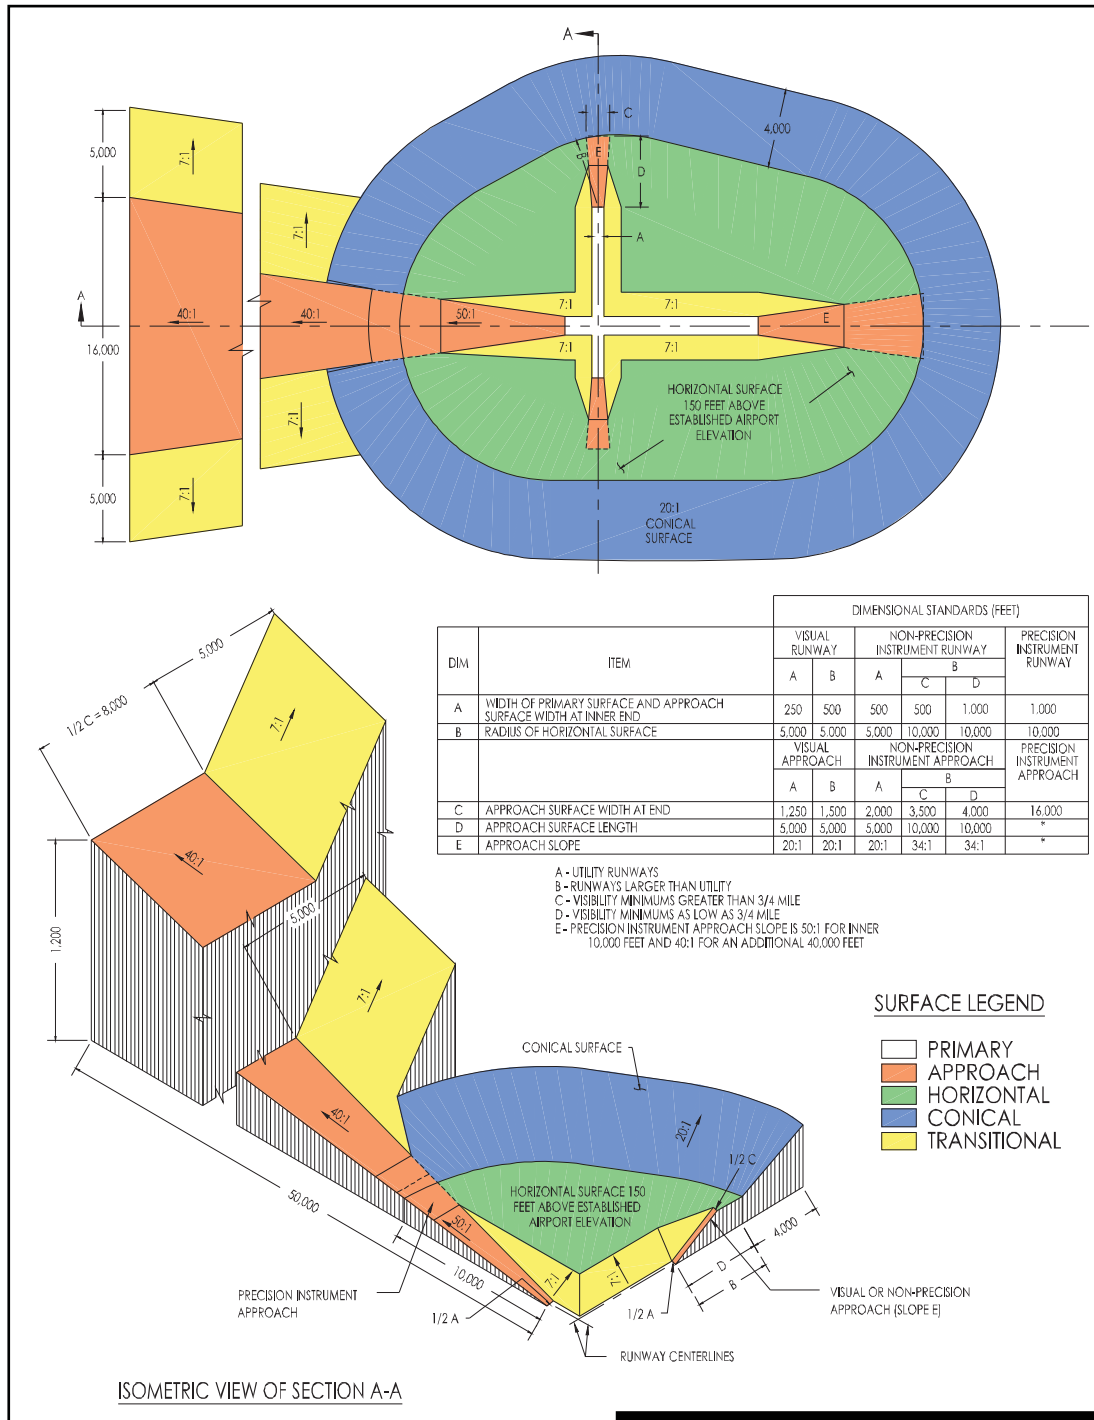 A
C
4,000
5,000
7:1
E
B
D
7:1
A
A
7:1
7:1
40:1
40:1
50:1
E
16,000
7:1
7:1
HORIZONTAL SURFACE
150 FEET ABOVE
ESTABLISHED AIRPORT
ELEVATION
7:1
5,000
7:1
20:1
CONICAL
SURFACE
DIMENSIONAL STANDARDS (FEET)
DIM
ITEM
VISUAL
RUNWAY
NON-PRECISION
INSTRUMENT RUNWAY
PRECISION
INSTRUMENT
RUNWAY
A B A B
C D
A WIDTH OF PRIMARY SURFACE AND APPROACH
SURFACE WIDTH AT INNER END
250 500 500 500 1.000 1.000
B RADIUS OF HORIZONTAL SURFACE 5,000 5.000 5,000 10,000 10,000 10,000
VISUAL
APPROACH
NON-PRECISION
INSTRUMENT APPROACH
PRECISION
INSTRUMENT
APPROACH
A B A B
C D
C APPROACH SURFACE WIDTH AT END 1,250 1,500 2,000 3,500 4,000 16,000
D APPROACH SURFACE LENGTH 5,000 5,000 5,000 10,000 10,000 *
E APPROACH SLOPE 20:1 20:1 20:1 34:1 34:1 *
A - UTILITY RUNWAYS
B - RUNWAYS LARGER THAN UTILITY
C - VISIBILITY MINIMUMS GREATER THAN 3/4 MILE
D - VISIBILITY MINIMUMS AS LOW AS 3/4 MILE
E - PRECISION INSTRUMENT APPROACH SLOPE IS 50:1 FOR INNER
10,000 FEET AND 40:1 FOR AN ADDITIONAL 40,000 FEET
5,000
1/2 C = 8,000
7:1
40:1
5,000
1,200
7:1
SURFACE LEGEND
PRIMARY
APPROACH
HORIZONTAL
CONICAL
TRANSITIONAL
CONICAL SURFACE
40:1
20:1
1/2 C
HORIZONTAL SURFACE 150
FEET ABOVE ESTABLISHED
AIRPORT ELEVATION
50,000
50:1
4,000
10,000
7:1
7:1
D
B
PRECISION INSTRUMENT
APPROACH
1/2 A
1/2 A
VISUAL OR NON-PRECISION
APPROACH (SLOPE E)
RUNWAY CENTERLINES
ISOMETRIC VIEW OF SECTION A-A